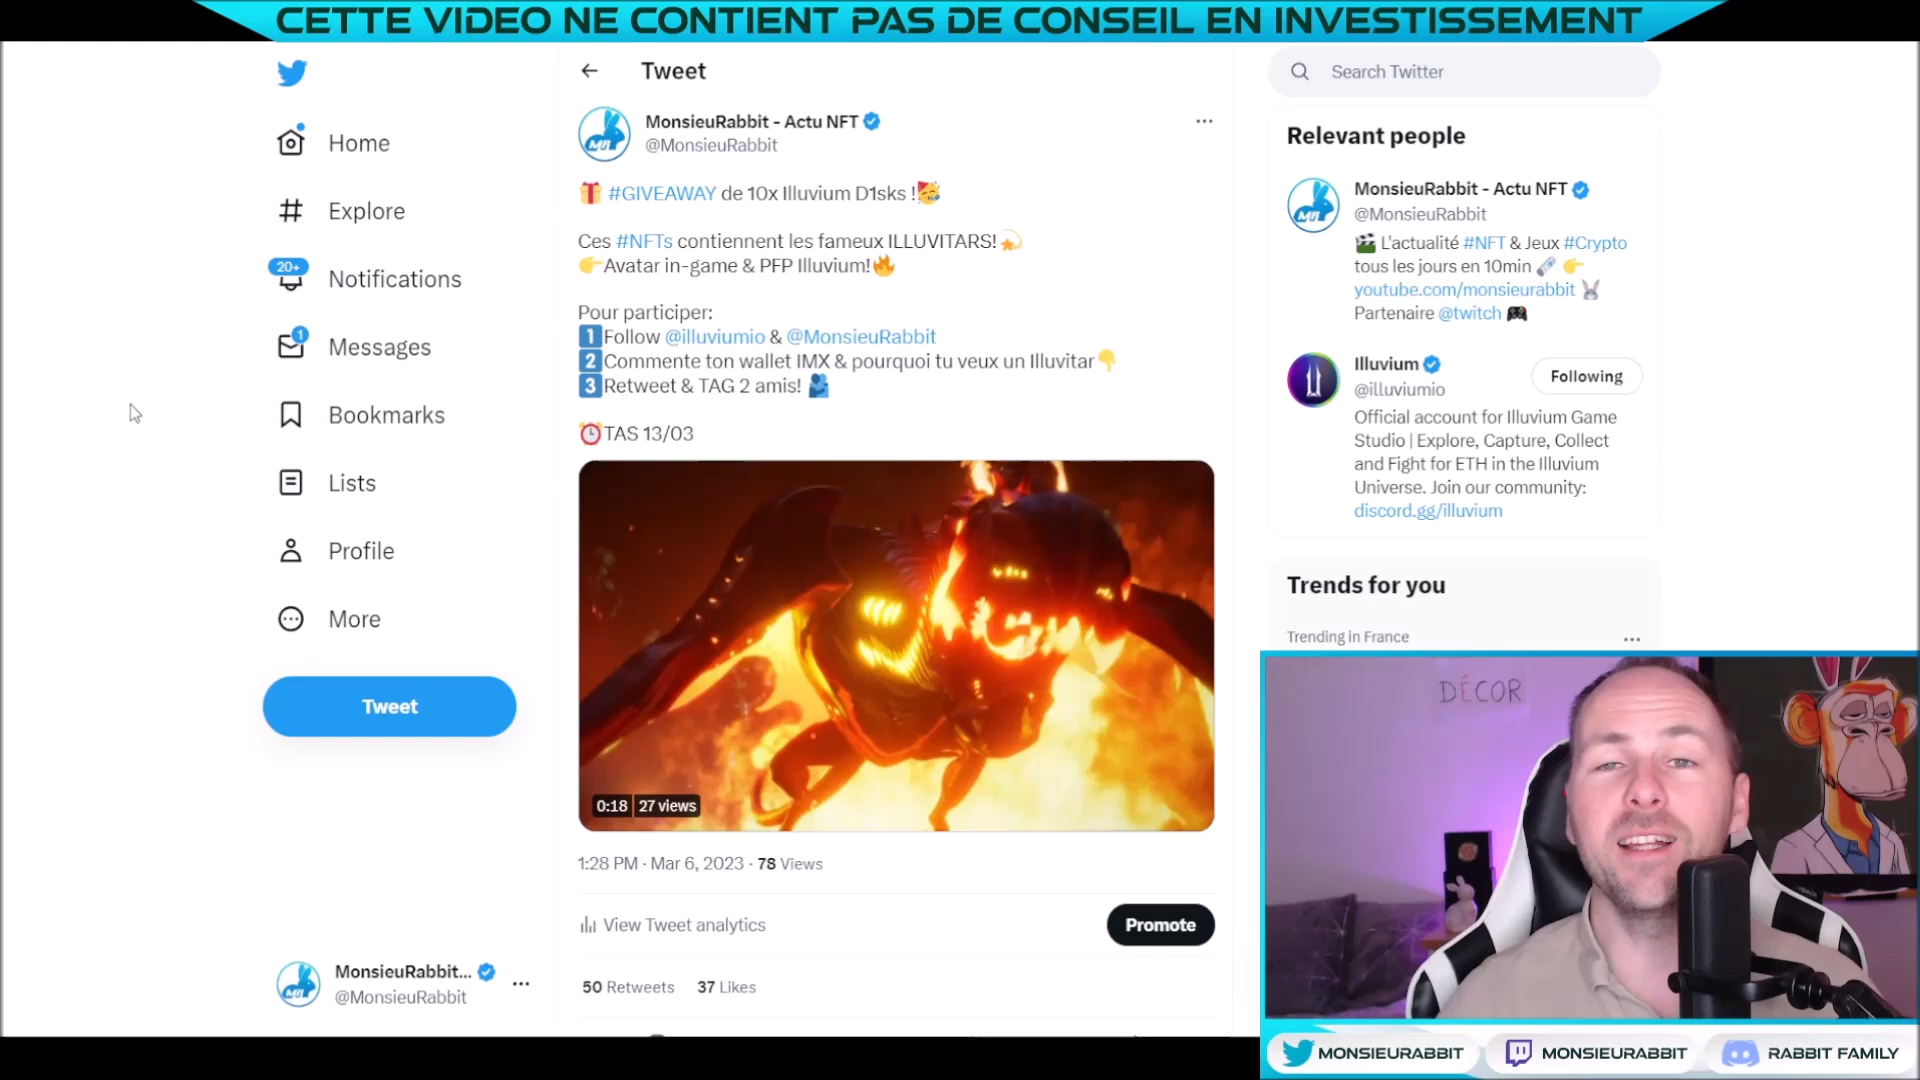 CETTE VIDEO NE CONTIENT PAS DE CONSEIL EN INVESTISSEMENT
Home
Explore
20+
Notifications
1
Messages
Bookmarks
Lists
Profile
More
Tweet
MonsieurRabbit...
@MonsieuRabbit
Tweet
MonsieuRabbit - Actu NFT
@MonsieuRabbit
#GIVEAWAY de 10x Illuvium D1sks !
Ces #NFTs contiennent les fameux ILLUVITARS!
Avatar in-game & PFP Illuvium!
Pour participer:
1 Follow @illuviumio & @MonsieuRabbit
2 Commente ton wallet IMX & pourquoi tu veux un Illuvitar
3 Retweet & TAG 2 amis!
TAS 13/03
0:18 27 views
1:28 PM · Mar 6, 2023 · 78 Views
View Tweet analytics
Promote
50 Retweets 37 Likes
Search Twitter
Relevant people
MonsieuRabbit - Actu NFT
@MonsieuRabbit
L'actualité #NFT & Jeux #Crypto
tous les jours en 10min
youtube.com/monsieurabbit
Partenaire @twitch
Illuvium
@illuviumio
Following
Official account for Illuvium Game
Studio | Explore, Capture, Collect
and Fight for ETH in the Illuvium
Universe. Join our community:
discord.gg/illuvium
Trends for you
Trending in France
DÉCOR
MONSIEURABBIT
MONSIEURABBIT
RABBIT FAMILY